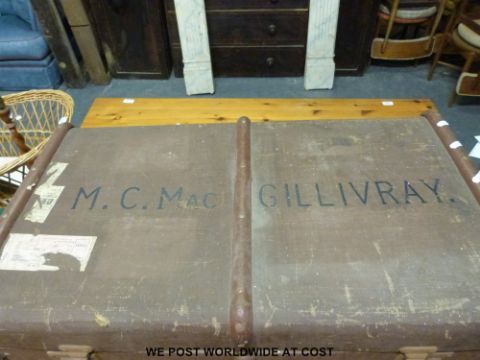 M. C. MAC GILLIVRAY.
WE POST WORLDWIDE AT COST